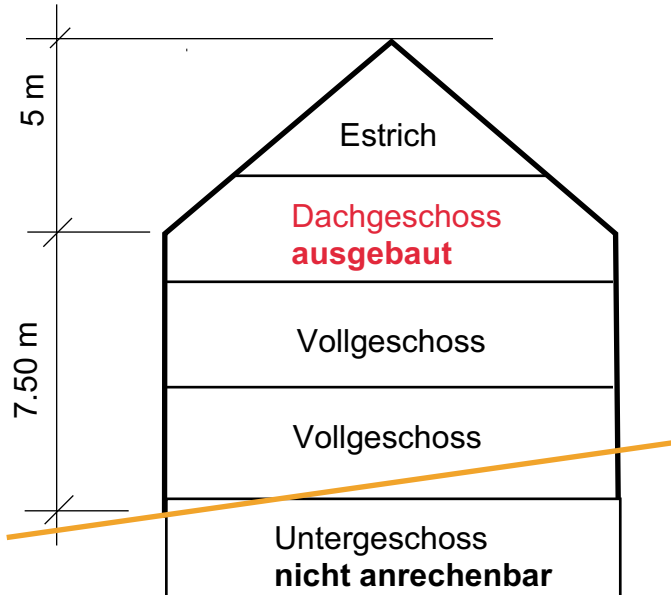 5 m
Estrich
Dachgeschoss
ausgebaut
Vollgeschoss
7.50 m
Vollgeschoss
Untergeschoss
nicht anrechenbar